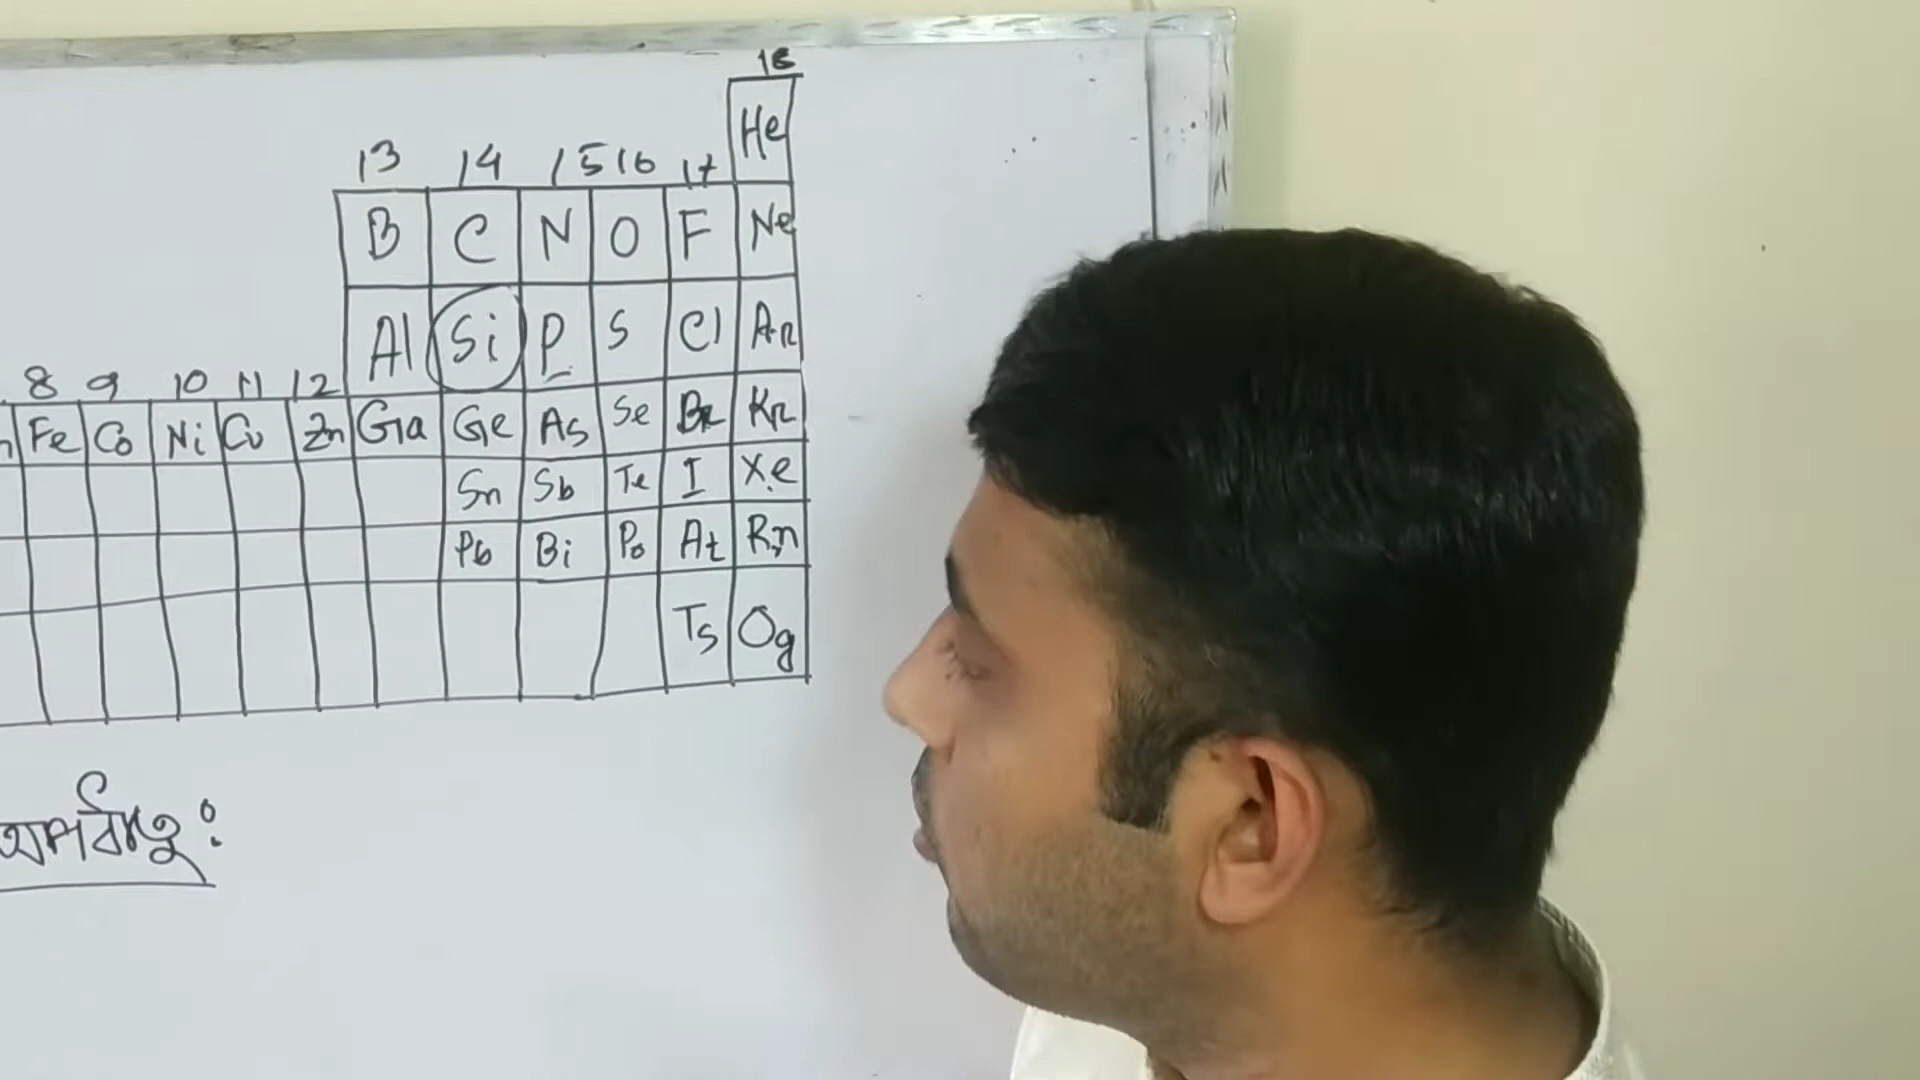 18
He
13 14 15 16 17
B C N O F Ne
Al Si P S Cl Ar
8 9 10 11 12
Fe Co Ni Cu Zn Ga Ge As Se Br Kr
Sn Sb Te I Xe
Pb Bi Po At Rn
Ts Og
অর্পধাতু: